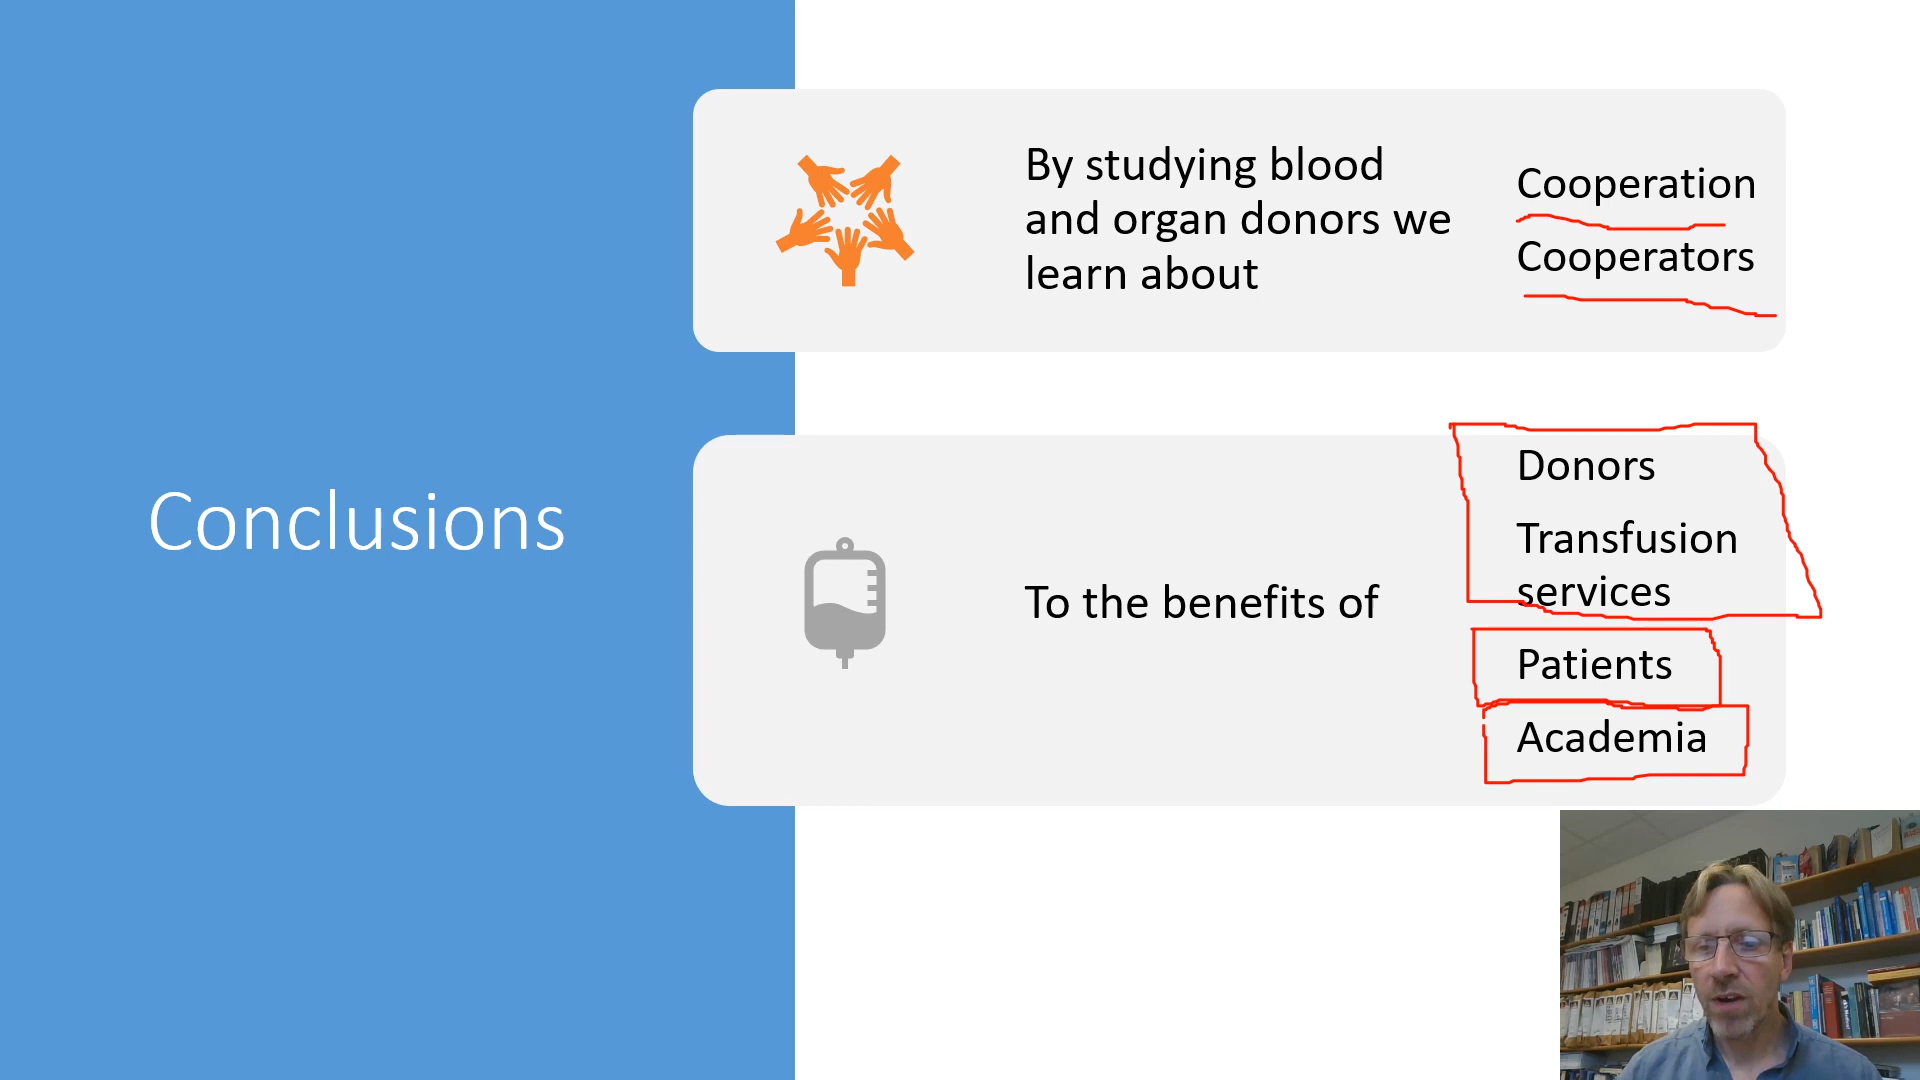 Conclusions
By studying blood
and organ donors we
learn about
Cooperation
Cooperators
To the benefits of
Donors
Transfusion
services
Patients
Academia